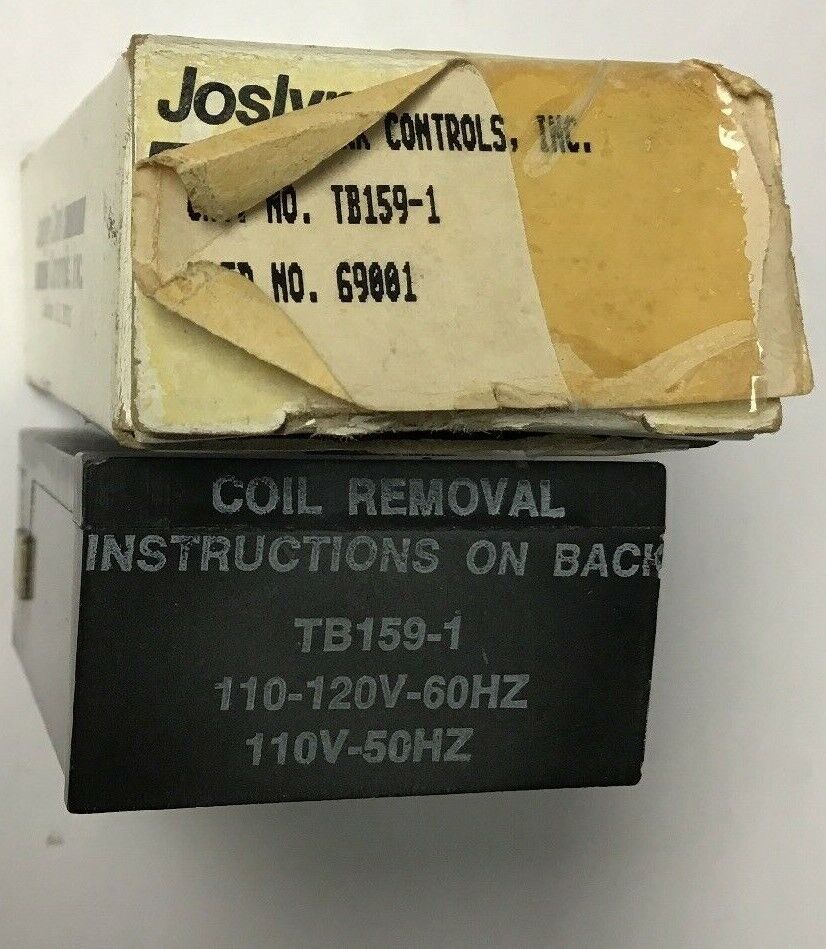 Joslyn
CONTROLS, INC.
NO. TB159-1
NO. 69001
COIL REMOVAL
INSTRUCTIONS ON BACK
TB159-1
110-120V-60HZ
110V-50HZ